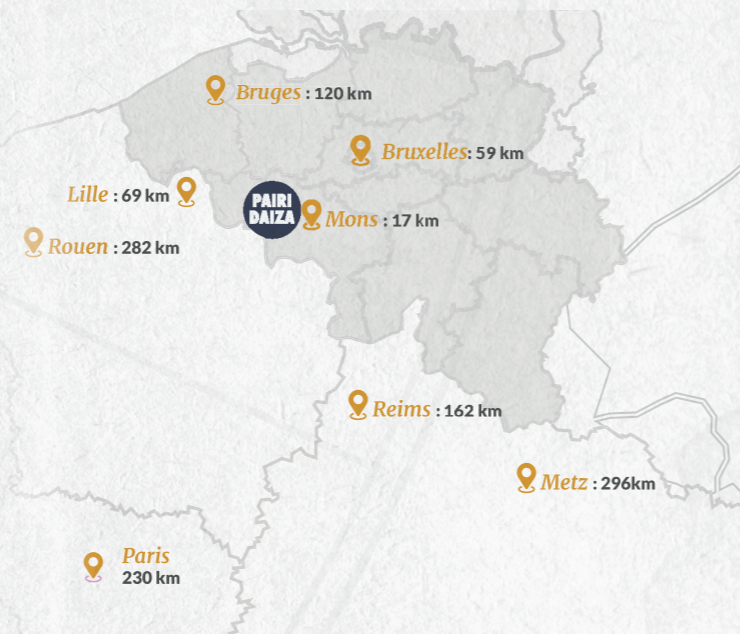 Bruges : 120 km
Bruxelles: 59 km
Lille : 69 km
PAIRI
DAIZA
Mons : 17 km
Rouen : 282 km
Reims : 162 km
Metz : 296km
Paris
230 km